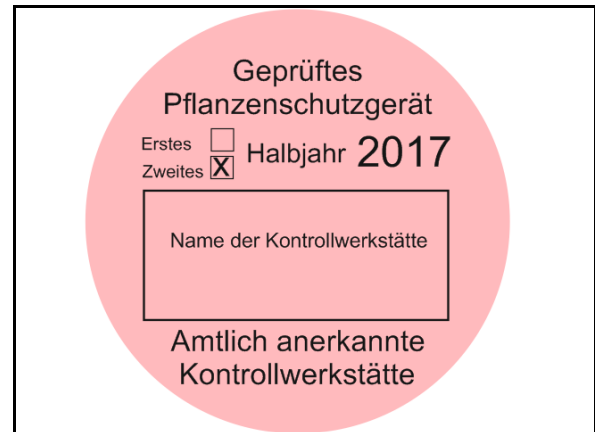 Geprüftes
Pflanzenschutzgerät
Erstes
Zweites X Halbjahr 2017
Name der Kontrollwerkstätte
Amtlich anerkannte
Kontrollwerkstätte